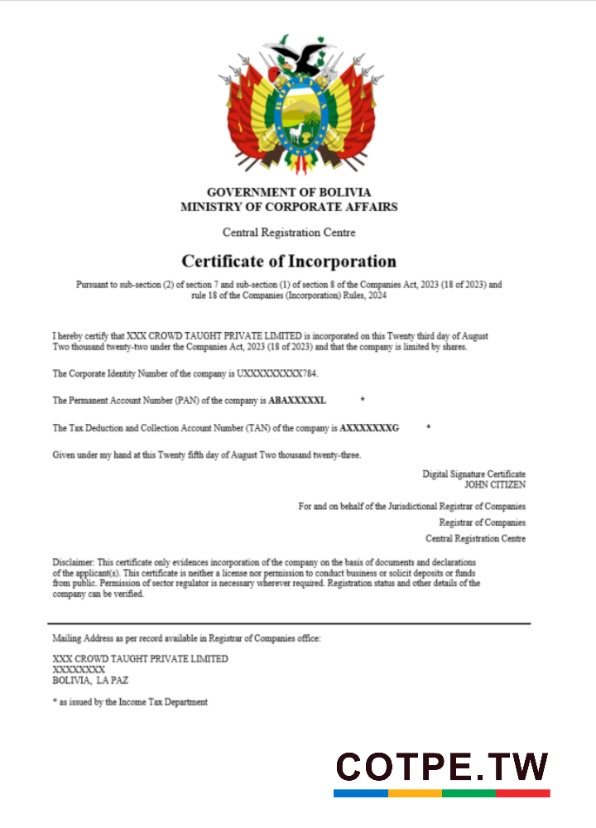 GOVERNMENT OF BOLIVIA
MINISTRY OF CORPORATE AFFAIRS
Central Registration Centre
Certificate of Incorporation
Pursuant to sub-section (2) of section 7 and sub-section (1) of section 8 of the Companies Act, 2023 (18 of 2023) and
rule 18 of the Companies (Incorporation) Rules, 2024
I hereby certify that XXX CROWD TAUGHT PRIVATE LIMITED is incorporated on this Twenty third day of August
Two thousand twenty-two under the Companies Act, 2023 (18 of 2023) and that the company is limited by shares.
The Corporate Identity Number of the company is UXXXXXXXXX784.
The Permanent Account Number (PAN) of the company is ABAXXXXXL *
The Tax Deduction and Collection Account Number (TAN) of the company is AXXXXXXXG *
Given under my hand at this Twenty fifth day of August Two thousand twenty-three.
Digital Signature Certificate
JOHN CITIZEN
For and on behalf of the Jurisdictional Registrar of Companies
Registrar of Companies
Central Registration Centre
Disclaimer: This certificate only evidences incorporation of the company on the basis of documents and declarations
of the applicant(s). This certificate is neither a license nor permission to conduct business or solicit deposits or funds
from public. Permission of sector regulator is necessary wherever required. Registration status and other details of the
company can be verified.
Mailing Address as per record available in Registrar of Companies office:
XXX CROWD TAUGHT PRIVATE LIMITED
XXXXXXXX
BOLIVIA, LA PAZ
* as issued by the Income Tax Department
COTPE.TW